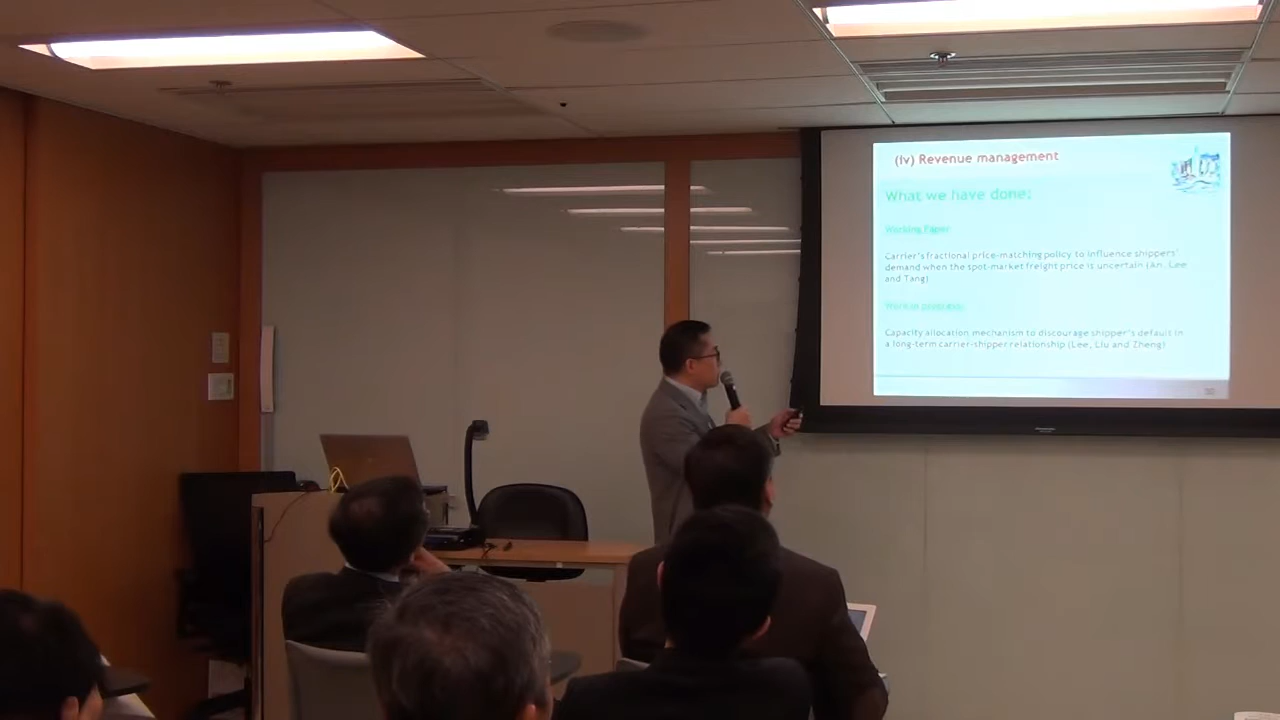 (iv) Revenue management
What we have done:
Working Paper
Carrier's fractional price-matching policy to influence shippers'
demand when the spot-market freight price is uncertain (An, Lee
and Tang)
Work in progress:
Capacity allocation mechanism to discourage shipper's default in
a long-term carrier-shipper relationship (Lee, Liu and Zheng)